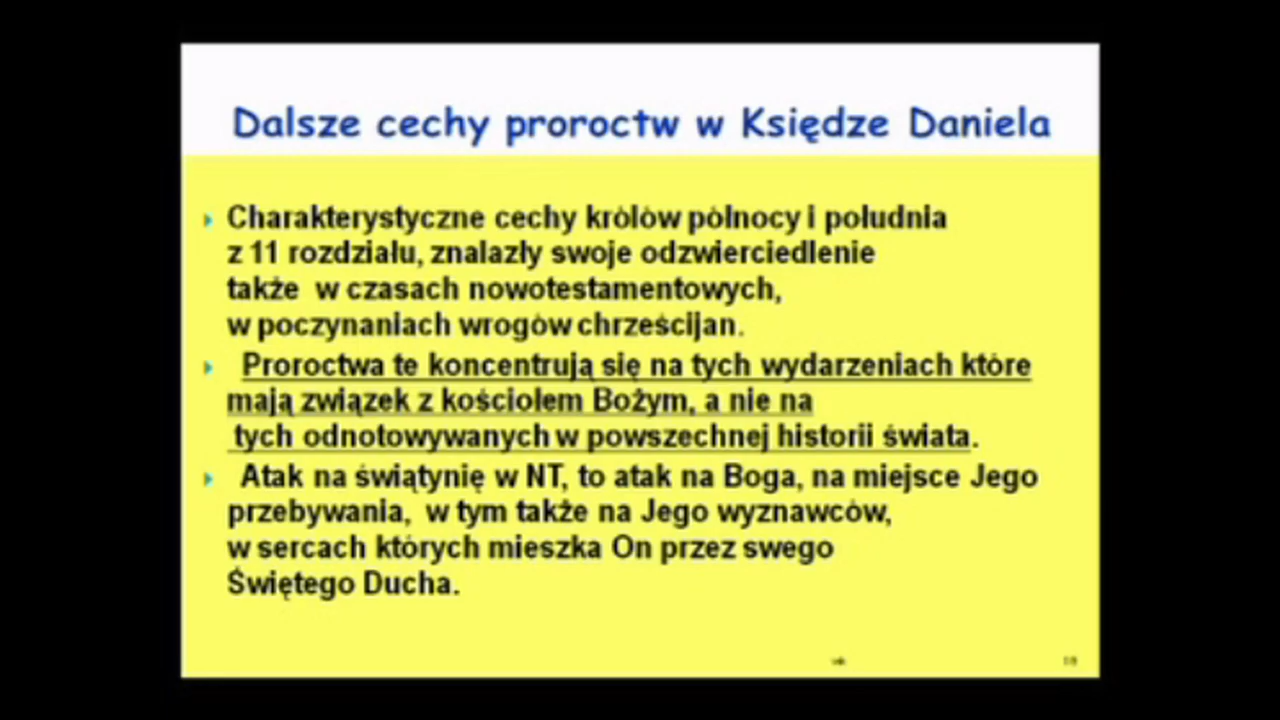 Dalsze cechy proroctw w Księdze Daniela
Charakterystyczne cechy królów północy i południa
z 11 rozdziału, znalazły swoje odzwierciedlenie
także w czasach nowotestamentowych,
w poczynaniach wrogów chrześcijan.
Proroctwa te koncentrują się na tych wydarzeniach które
mają związek z kościołem Bożym, a nie na
tych odnotowywanych w powszechnej historii świata.
Atak na świątynię w NT, to atak na Boga, na miejsce Jego
przebywania, w tym także na Jego wyznawców,
w sercach których mieszka On przez swego
Świętego Ducha.